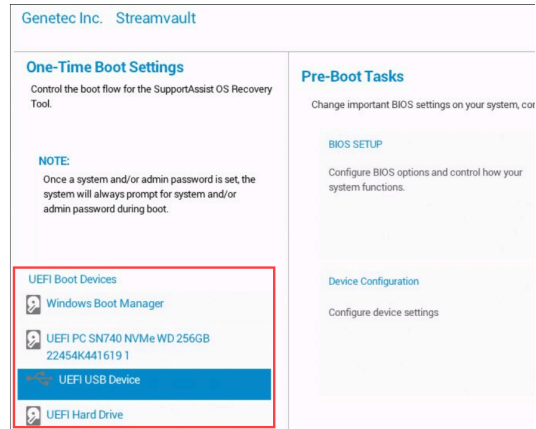 Genetec Inc. Streamvault
One-Time Boot Settings
Control the boot flow for the SupportAssist OS Recovery
Tool.
NOTE:
Once a system and/or admin password is set, the
system will always prompt for system and/or
admin password during boot.
UEFI Boot Devices
Windows Boot Manager
UEFI PC SN740 NVMe WD 256GB
22454K441619 1
UEFI USB Device
UEFI Hard Drive
Pre-Boot Tasks
Change important BIOS settings on your system, con
BIOS SETUP
Configure BIOS options and control how your
system functions.
Device Configuration
Configure device settings